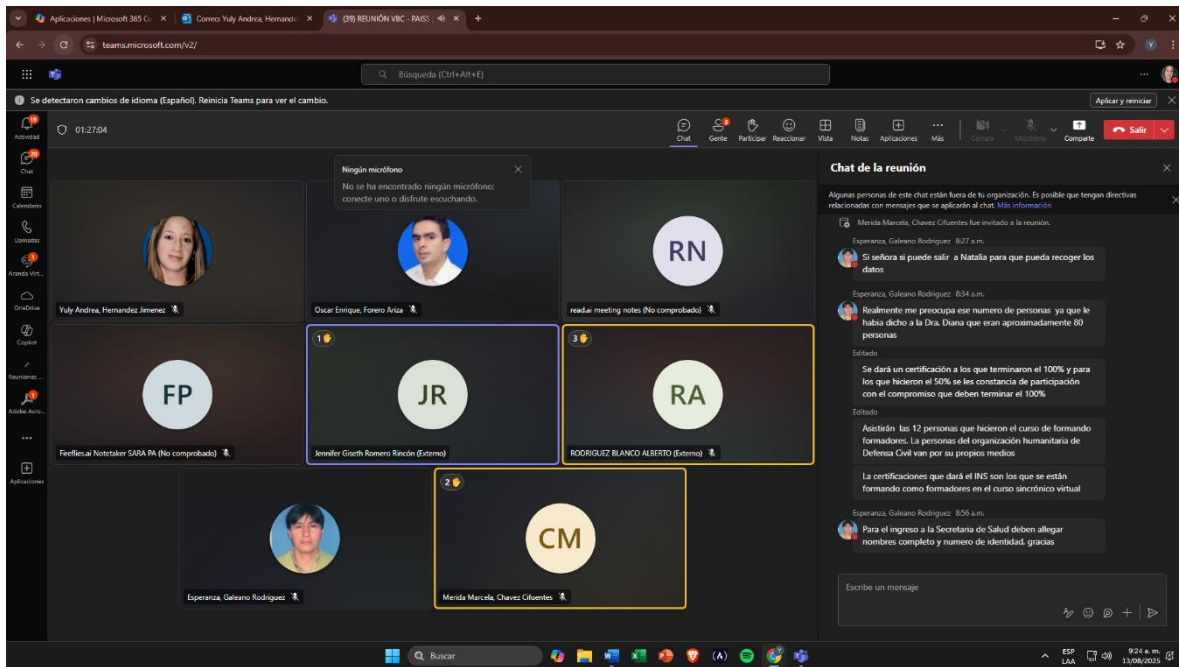 Aplicaciones | Microsoft 365 Co
Correo: Yuly Andrea, Hernande
(39) REUNIÓN VBC - PAISS
teams.microsoft.com/v2/
Búsqueda (Ctrl+Alt+E)
Se detectaron cambios de idioma (Español). Reinicia Teams para ver el cambio.
Aplicar y reiniciar
01:27:04
Chat
Gente
Participar
Reaccionar
Vista
Notas
Aplicaciones
Más
Cámara
Micrófono
Comparte
Salir
19
Actividad
20
Chat
Calendario
Llamadas
Aranda Virt...
OneDrive
Copilot
Reuniones ...
Adobe Acro...
Aplicaciones
Ningún micrófono
No se ha encontrado ningún micrófono:
conecte uno o disfrute escuchando.
Yuly Andrea, Hernandez Jimenez
Oscar Enrique, Forero Ariza
RN
read.ai meeting notes (No comprobado)
FP
Fireflies.ai Notetaker SARA PA (No comprobado)
1
JR
Jennifer Giseth Romero Rincón (Externo)
3
RA
RODRIGUEZ BLANCO ALBERTO (Externo)
Esperanza, Galeano Rodriguez
2
CM
Merida Marcela, Chavez Cifuentes
Chat de la reunión
Algunas personas de este chat están fuera de tu organización. Es posible que tengan directivas
relacionadas con mensajes que se aplicarán al chat. Más información
Merida Marcela, Chavez Cifuentes fue invitado a la reunión.
Esperanza, Galeano Rodriguez 8:27 a.m.
Si señora si puede salir a Natalia para que pueda recoger los
datos
Esperanza, Galeano Rodriguez 8:34 a.m.
Realmente me preocupa ese numero de personas ya que le
habia dicho a la Dra. Diana que eran aproximadamente 80
personas
Editado
Se dará un certificación a los que terminaron el 100% y para
los que hicieron el 50% se les constancia de participación
con el compromiso que deben terminar el 100%
Editado
Asistirán las 12 personas que hicieron el curso de formando
formadores. La personas del organización humanitaria de
Defensa Civil van por su propios medios
La certificaciones que dará el INS son los que se están
formando como formadores en el curso sincrónico virtual
Esperanza, Galeano Rodriguez 8:56 a.m.
Para el ingreso a la Secretaria de Salud deben allegar
nombres completo y numero de identidad. gracias
Escribe un mensaje
Buscar
ESP
LAA
9:24 a. m.
13/08/2025